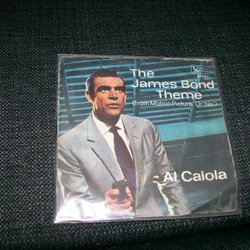 The
James Bond
Theme
(from Motion Picture "Dr. No")
Al Caiola